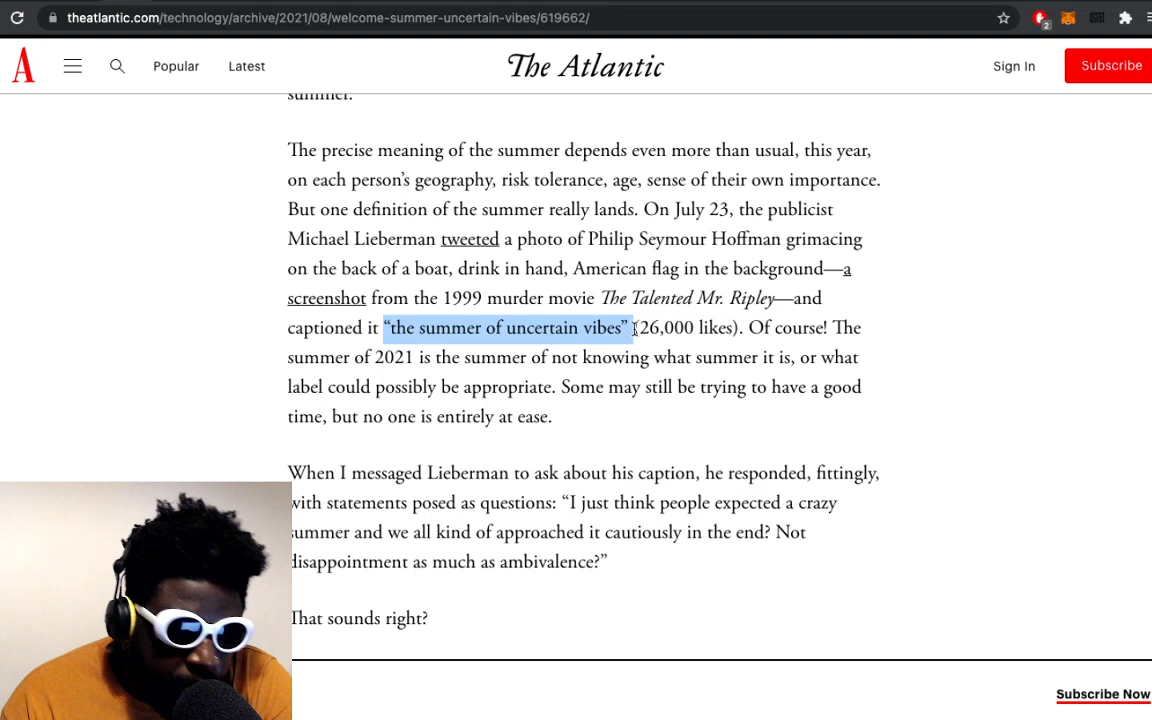 theatlantic.com/technology/archive/2021/08/welcome-summer-uncertain-vibes/619662/
2
A
Popular
Latest
The Atlantic
Sign In
Subscribe
summer.
The precise meaning of the summer depends even more than usual, this year,
on each person’s geography, risk tolerance, age, sense of their own importance.
But one definition of the summer really lands. On July 23, the publicist
Michael Lieberman tweeted a photo of Philip Seymour Hoffman grimacing
on the back of a boat, drink in hand, American flag in the background—a
screenshot from the 1999 murder movie The Talented Mr. Ripley—and
captioned it “the summer of uncertain vibes” (26,000 likes). Of course! The
summer of 2021 is the summer of not knowing what summer it is, or what
label could possibly be appropriate. Some may still be trying to have a good
time, but no one is entirely at ease.
When I messaged Lieberman to ask about his caption, he responded, fittingly,
with statements posed as questions: “I just think people expected a crazy
summer and we all kind of approached it cautiously in the end? Not
disappointment as much as ambivalence?”
That sounds right?
Subscribe Now